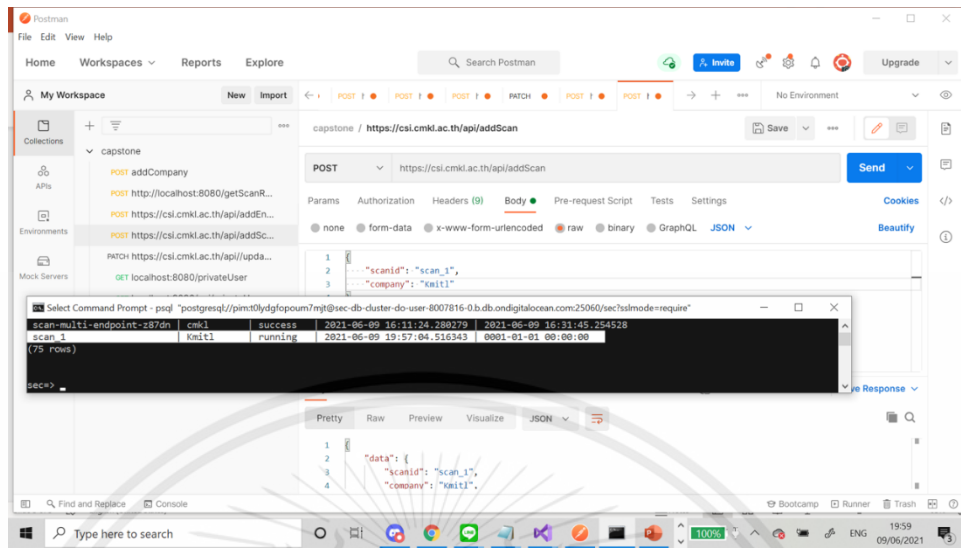 Postman
File Edit View Help
Home Workspaces Reports Explore Search Postman Invite Upgrade
My Workspace New Import POST POST POST PATCH POST POST No Environment
Collections
APIs
Environments
Mock Servers
capstone
POST addCompany
POST http://localhost:8080/getScanR...
POST https://csi.cmkl.ac.th/api/addEn...
POST https://csi.cmkl.ac.th/api/addSc...
PATCH https://csi.cmkl.ac.th/api//upda...
GET localhost:8080/privateUser
capstone / https://csi.cmkl.ac.th/api/addScan Save
POST https://csi.cmkl.ac.th/api/addScan Send
Params Authorization Headers (9) Body Pre-request Script Tests Settings Cookies
none form-data x-www-form-urlencoded raw binary GraphQL JSON Beautify
1 {
2 "scanid": "scan_1",
"company": "Kmitl"
Select Command Prompt - psql "postgresql://pim:t0lydgfopoum7mjt@sec-db-cluster-do-user-8007816-0.b.db.ondigitalocean.com:25060/sec?sslmode=require"
scan-multi-endpoint-z87dn | cmkl | success | 2021-06-09 16:11:24.280279 | 2021-06-09 16:31:45.254528
scan_1 | Kmitl | running | 2021-06-09 19:57:04.516343 | 0001-01-01 00:00:00
(75 rows)
sec=> _
ve Response
Pretty Raw Preview Visualize JSON
1 {
2 "data": {
3 "scanid": "scan_1",
4 "company": "Kmitl",
Find and Replace Console Bootcamp Runner Trash
Type here to search 100% ENG 19:59
09/06/2021